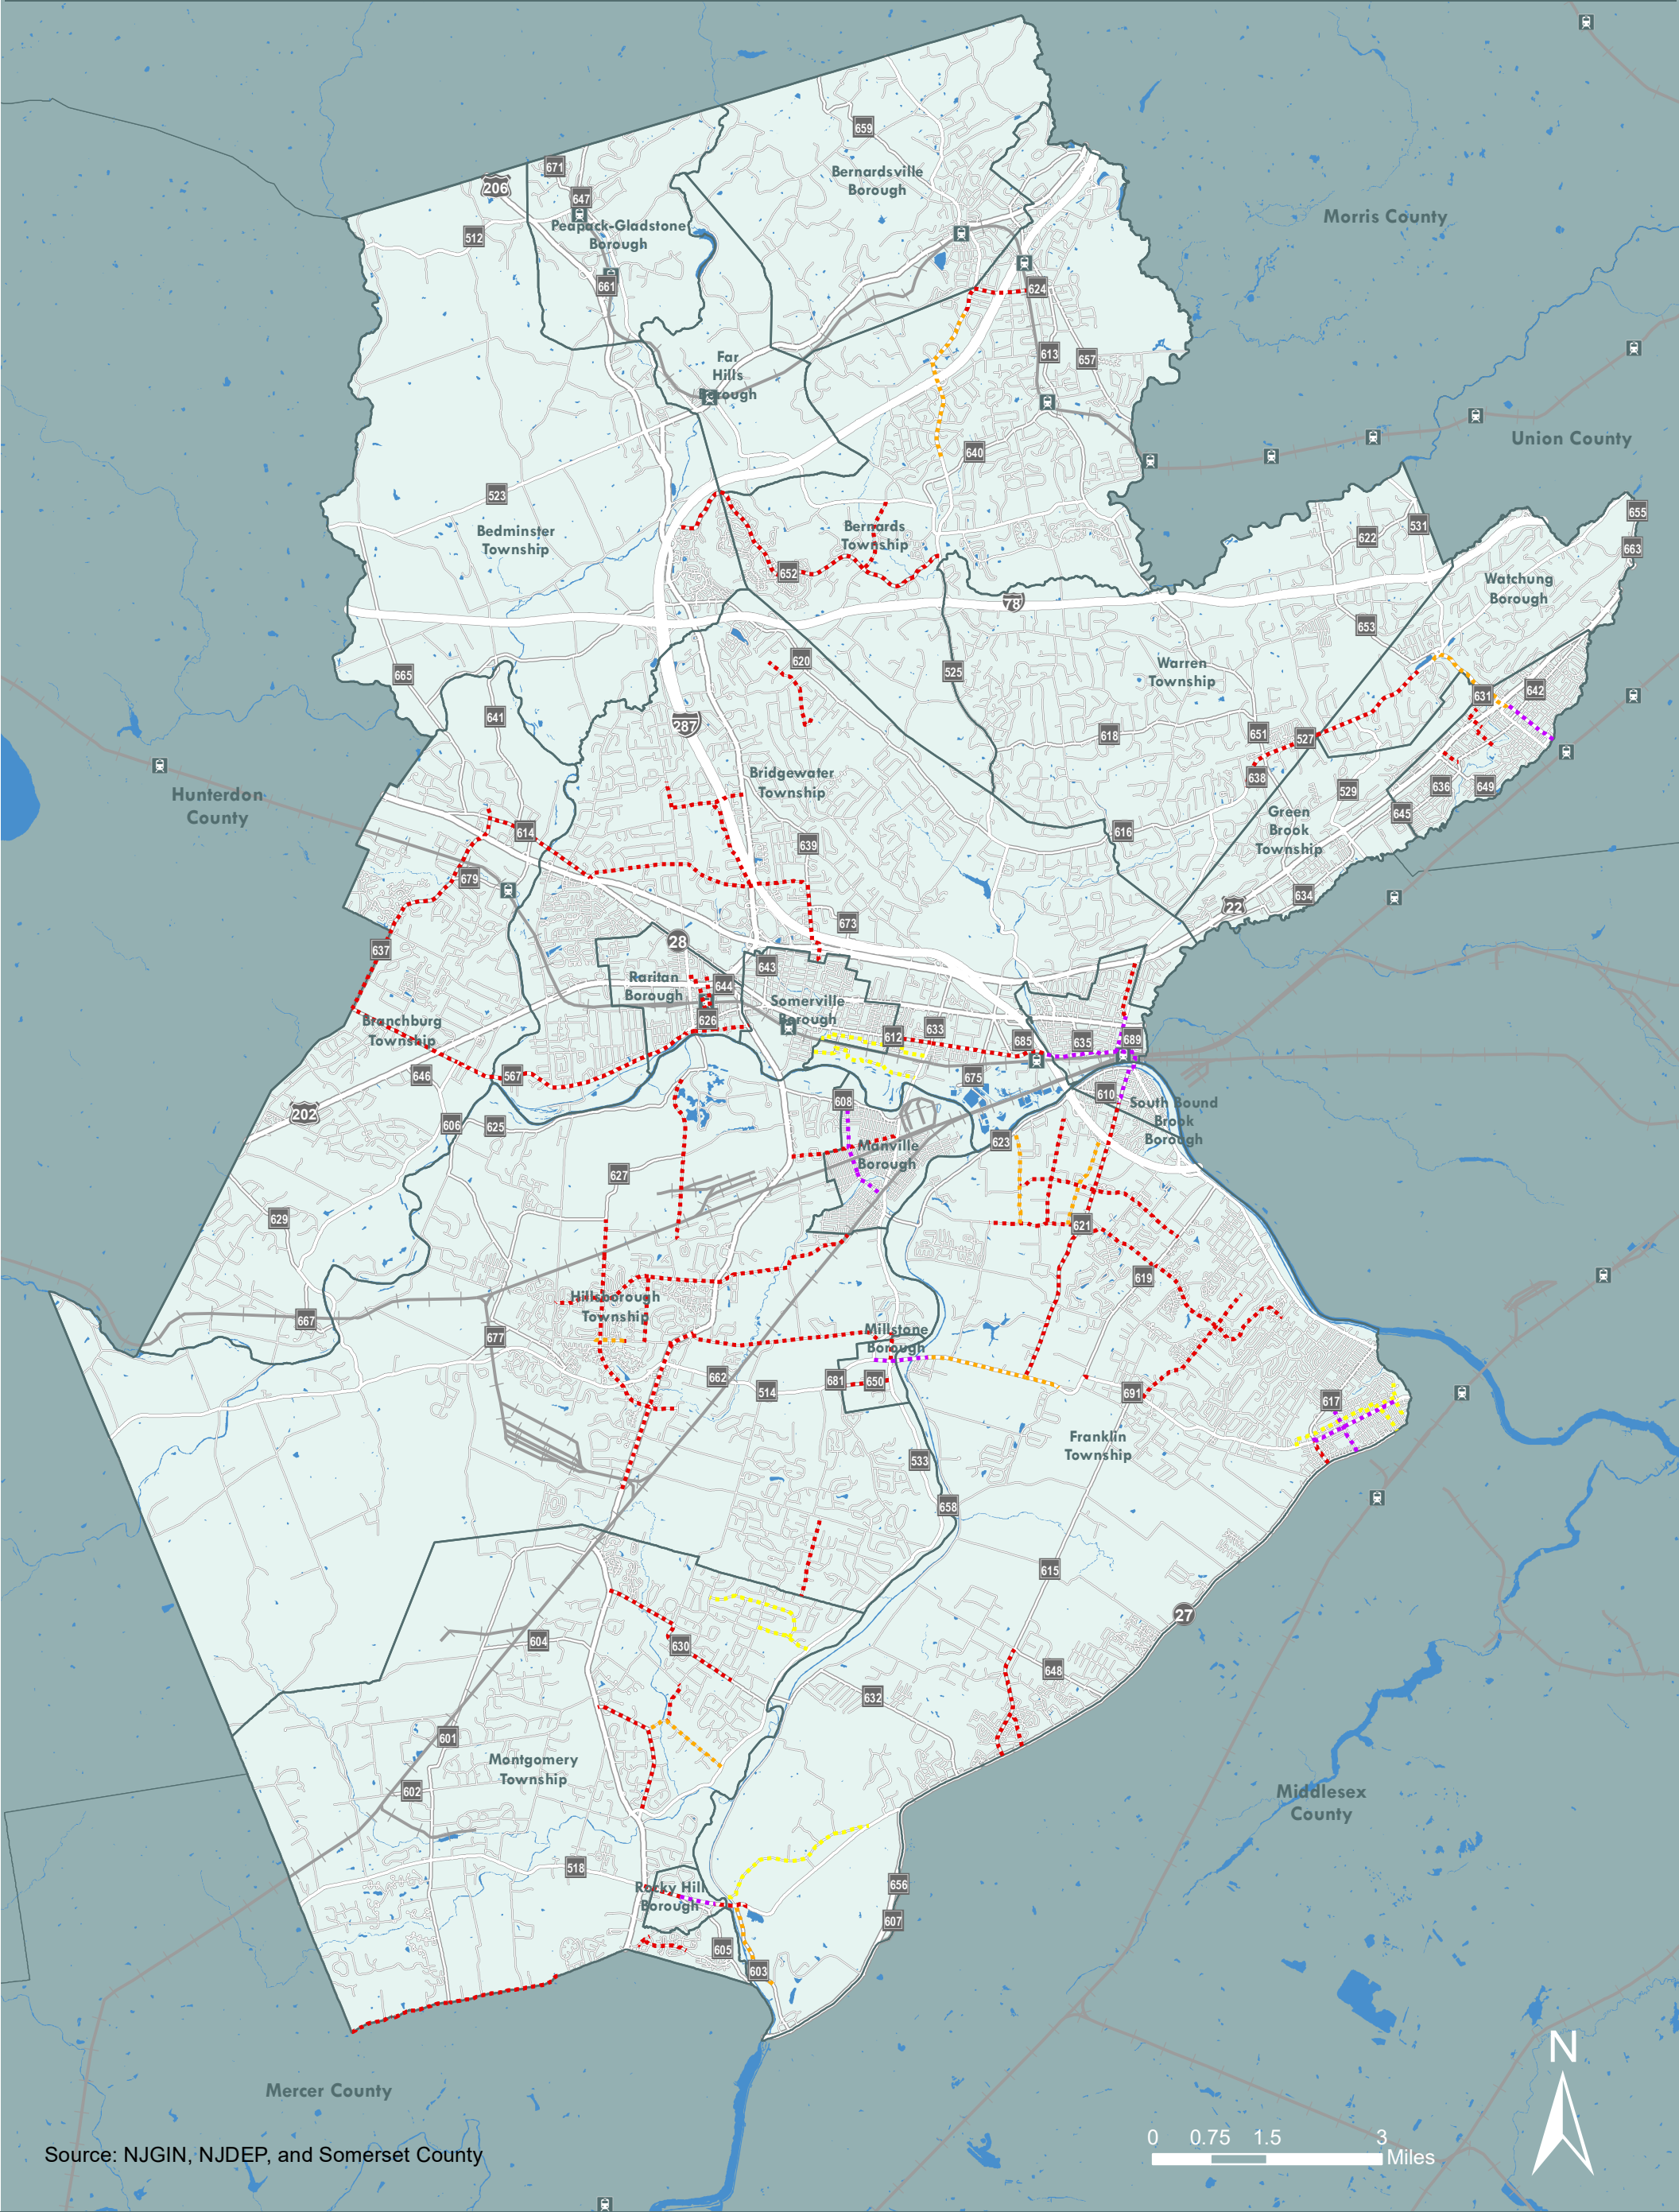 659
Bernardsville
Borough
671
206
647
Peapack-Gladstone
Borough
Morris County
512
661
624
Far
Hills
Borough
613
657
Union County
640
523
Bedminster
Township
Bernards
Township
622
531
655
663
652
78
Watchung
Borough
653
665
620
525
Warren
Township
631
642
641
287
618
651
527
Hunterdon
County
Bridgewater
Township
638
529
636
649
614
639
616
Green
Brook
Township
645
679
634
22
673
28
637
643
Raritan
Borough
644
Somerville
Borough
626
Branchburg
Township
612
633
685
635
689
646
567
675
202
608
610
South Bound
Brook
Borough
606
625
623
Manville
Borough
627
629
621
619
Hillsborough
Township
667
677
Millstone
Borough
662
514
681
650
691
617
Franklin
Township
533
658
615
27
604
630
648
632
601
Montgomery
Township
602
Middlesex
County
518
Rocky Hill
Borough
656
607
605
603
N
Mercer County
0 0.75 1.5 3
Miles
Source: NJGIN, NJDEP, and Somerset County